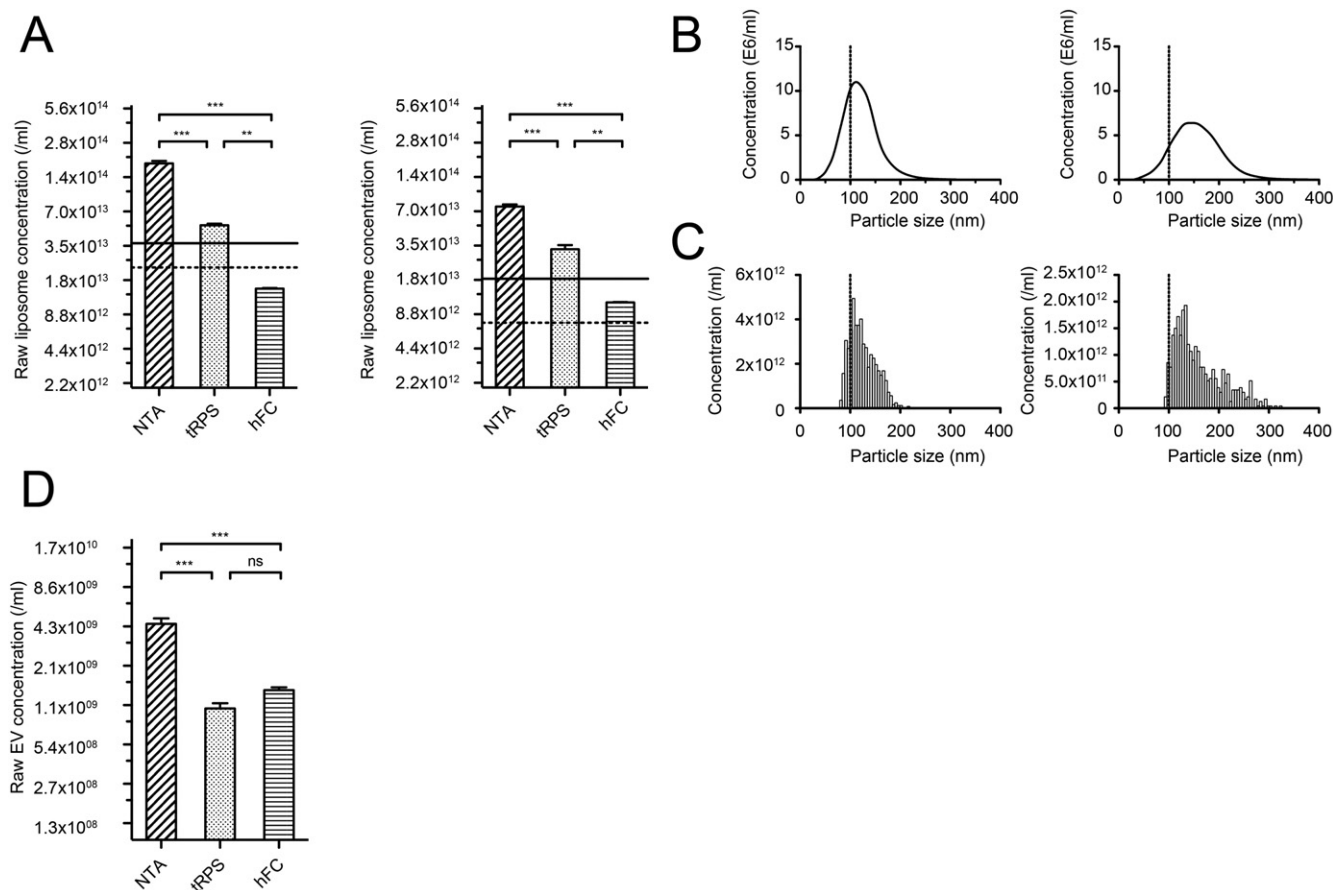 A
Raw liposome concentration (/ml)
5.6x10¹⁴
2.8x10¹⁴
1.4x10¹⁴
7.0x10¹³
3.5x10¹³
1.8x10¹³
8.8x10¹²
4.4x10¹²
2.2x10¹²
***
***
**
NTA
tRPS
hFC
Raw liposome concentration (/ml)
5.6x10¹⁴
2.8x10¹⁴
1.4x10¹⁴
7.0x10¹³
3.5x10¹³
1.8x10¹³
8.8x10¹²
4.4x10¹²
2.2x10¹²
***
***
**
NTA
tRPS
hFC
B
Concentration (E6/ml)
15
10
5
0
0 100 200 300 400
Particle size (nm)
Concentration (E6/ml)
15
10
5
0
0 100 200 300 400
Particle size (nm)
C
Concentration (/ml)
6x10¹²
4x10¹²
2x10¹²
0
0 100 200 300 400
Particle size (nm)
Concentration (/ml)
2.5x10¹²
2.0x10¹²
1.5x10¹²
1.0x10¹²
5.0x10¹¹
0
0 100 200 300 400
Particle size (nm)
D
Raw EV concentration (/ml)
1.7x10¹⁰
8.6x10⁰⁹
4.3x10⁰⁹
2.1x10⁰⁹
1.1x10⁰⁹
5.4x10⁰⁸
2.7x10⁰⁸
1.3x10⁰⁸
***
***
ns
NTA
tRPS
hFC